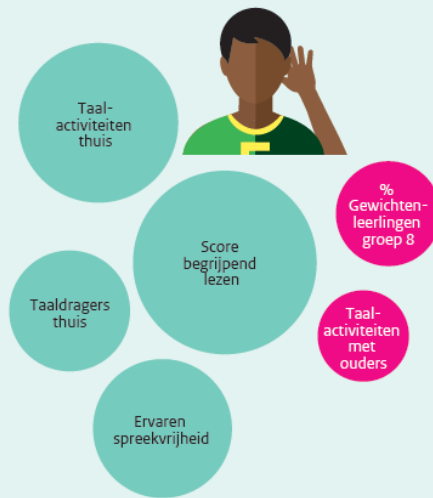 Taal-
activiteiten
thuis
%
Gewichten-
leerlingen
groep 8
Score
begrijpend
lezen
Taaldragers
thuis
Taal-
activiteiten
met
ouders
Ervaren
spreekvrijheid